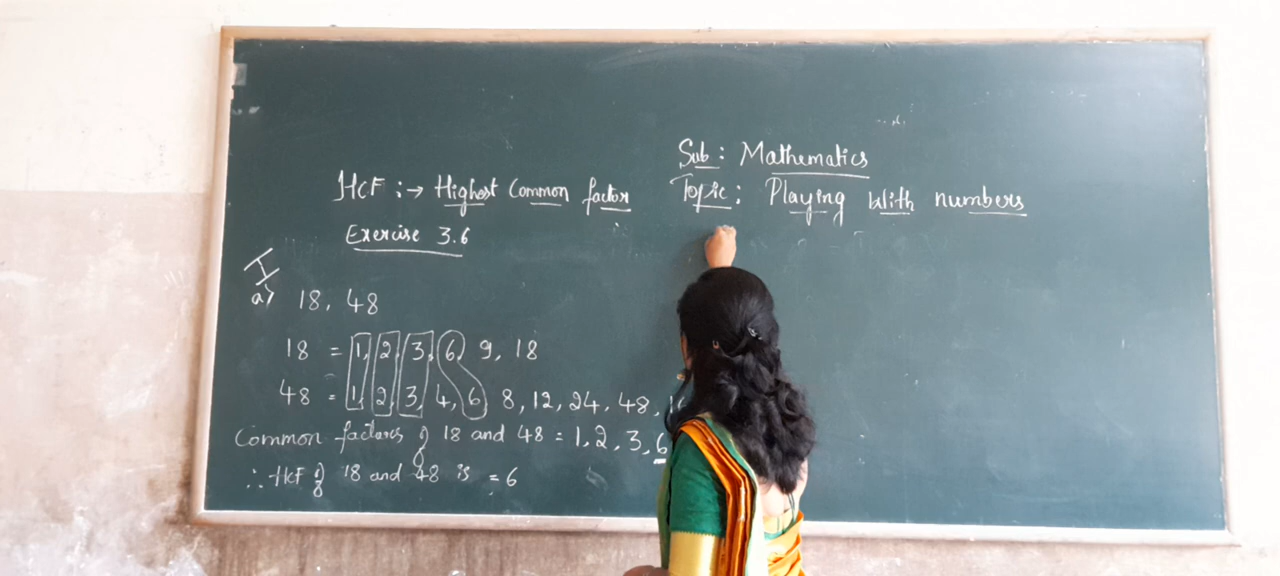 Sub: Mathematics
Topic: Playing With numbers
HCF :→ Highest Common factor
Exercise 3.6
I
a) 18, 48
18 = 1, 2, 3, 6, 9, 18
48 = 1, 2, 3, 4, 6, 8, 12, 24, 48,
Common factores of 18 and 48 = 1, 2, 3, 6
∴ HCF of 18 and 48 is = 6